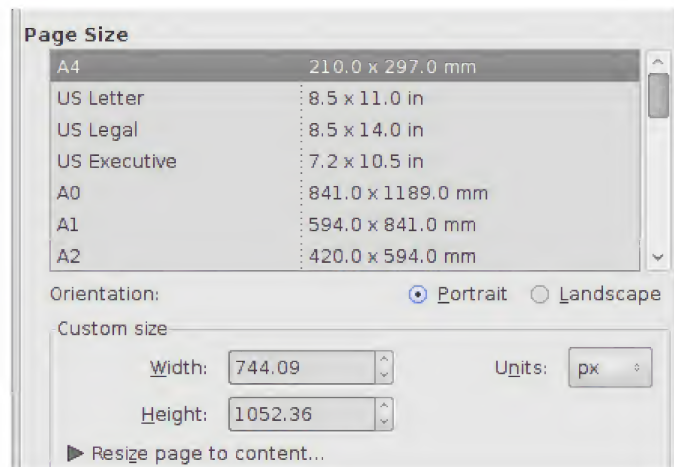 Page Size
A4 210.0 x 297.0 mm
US Letter 8.5 x 11.0 in
US Legal 8.5 x 14.0 in
US Executive 7.2 x 10.5 in
A0 841.0 x 1189.0 mm
A1 594.0 x 841.0 mm
A2 420.0 x 594.0 mm
Orientation: Portrait Landscape
Custom size
Width: 744.09 Units: px
Height: 1052.36
Resize page to content...